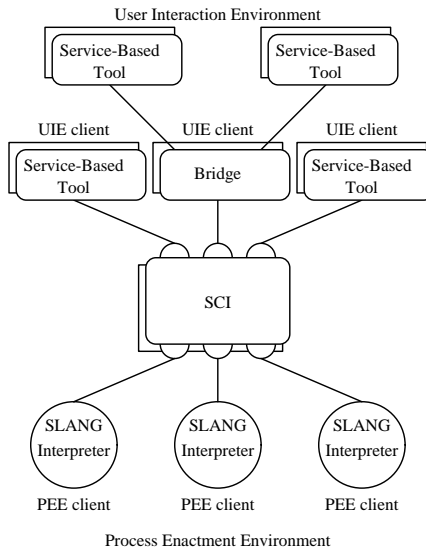 User Interaction Environment
Service-Based
Tool
Service-Based
Tool
UIE client
UIE client
UIE client
Service-Based
Tool
Bridge
Service-Based
Tool
SCI
SLANG
Interpreter
SLANG
Interpreter
SLANG
Interpreter
PEE client
PEE client
PEE client
Process Enactment Environment